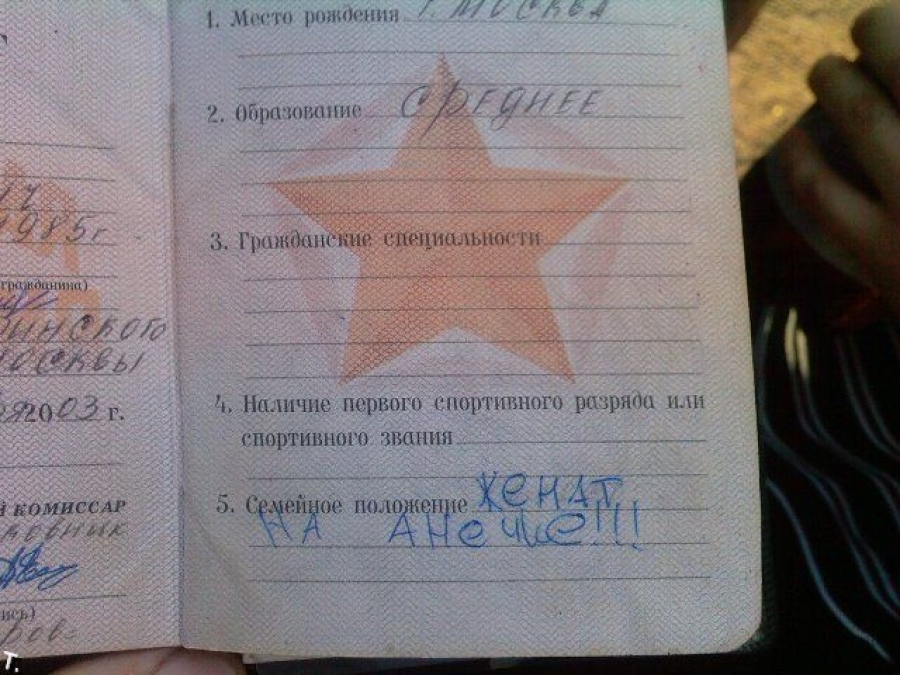 1985г
гражданина)
2003 г.
КОМИССАР
1. Место рождения г. МОСКВА
2. Образование СРЕДНЕЕ
3. Гражданские специальности
4. Наличие первого спортивного разряда или
спортивного звания
5. Семейное положение ЖЕНАТ
НА АНЕЧКЕ!!!